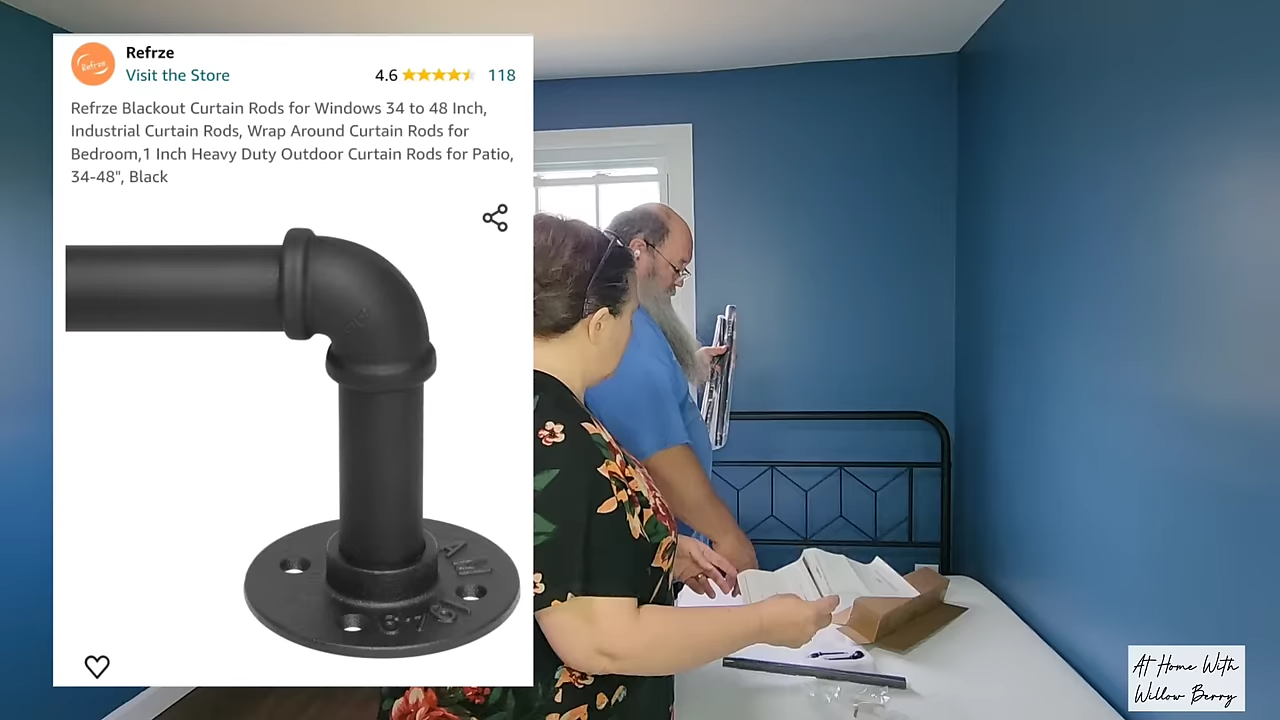 Refrze
Refrze
Visit the Store
4.6
118
Refrze Blackout Curtain Rods for Windows 34 to 48 Inch,
Industrial Curtain Rods, Wrap Around Curtain Rods for
Bedroom,1 Inch Heavy Duty Outdoor Curtain Rods for Patio,
34-48", Black
At Home With
Willow Berry